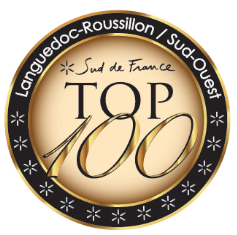 Languedoc-Roussillon / Sud-Ouest
Sud de France
TOP
100